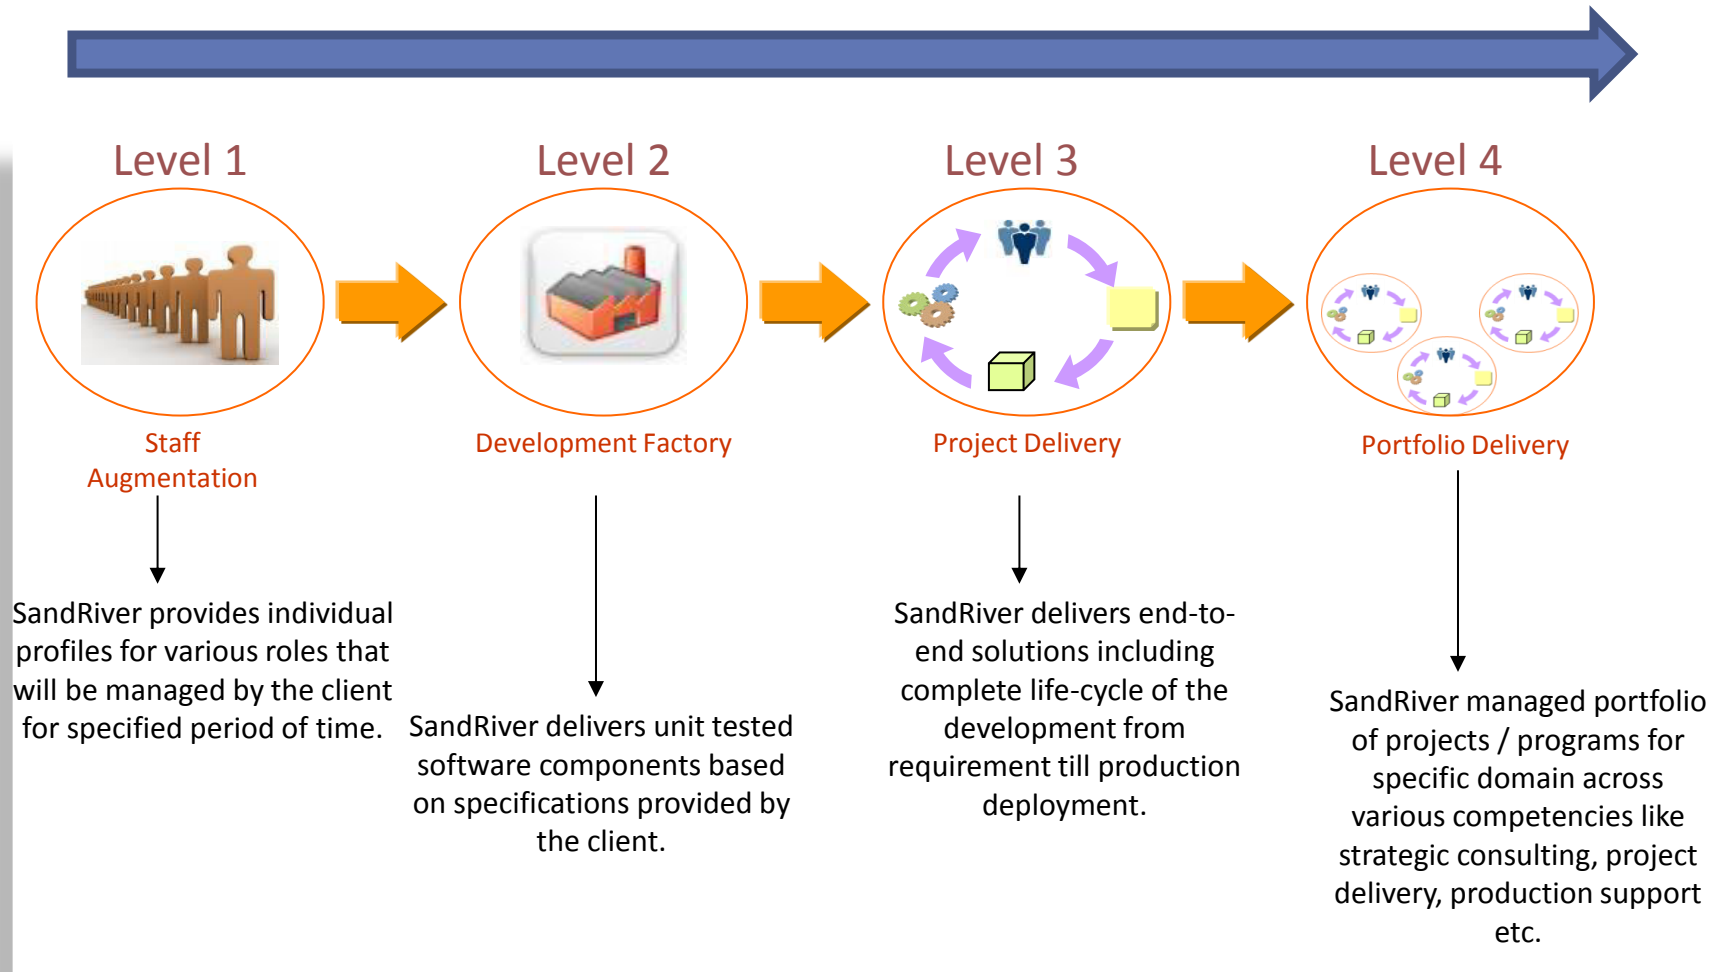 Level 1
Level 2
Level 3
Level 4
Staff
Augmentation
Development Factory
Project Delivery
Portfolio Delivery
SandRiver provides individual
profiles for various roles that
will be managed by the client
for specified period of time.
SandRiver delivers unit tested
software components based
on specifications provided by
the client.
SandRiver delivers end-to-
end solutions including
complete life-cycle of the
development from
requirement till production
deployment.
SandRiver managed portfolio
of projects / programs for
specific domain across
various competencies like
strategic consulting, project
delivery, production support
etc.